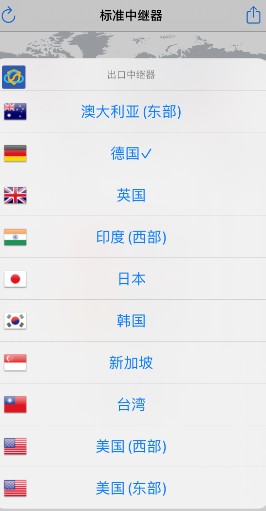 标准中继器
出口中继器
澳大利亚 (东部)
德国✓
英国
印度 (西部)
日本
韩国
新加坡
台湾
美国 (西部)
美国 (东部)